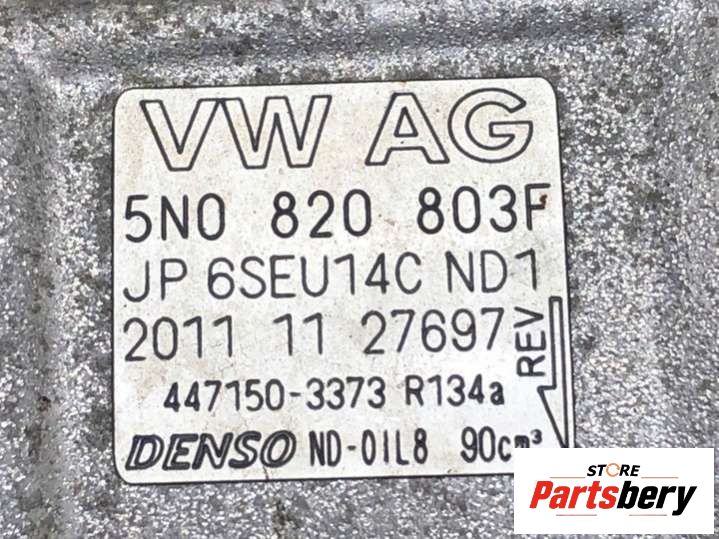 VW AG
5N0 820 803F
JP 6SEU14C ND1
2011 11 27697
REV
447150-3373 R134a
DENSO ND-OIL8 90cm³
STORE
Partsbery